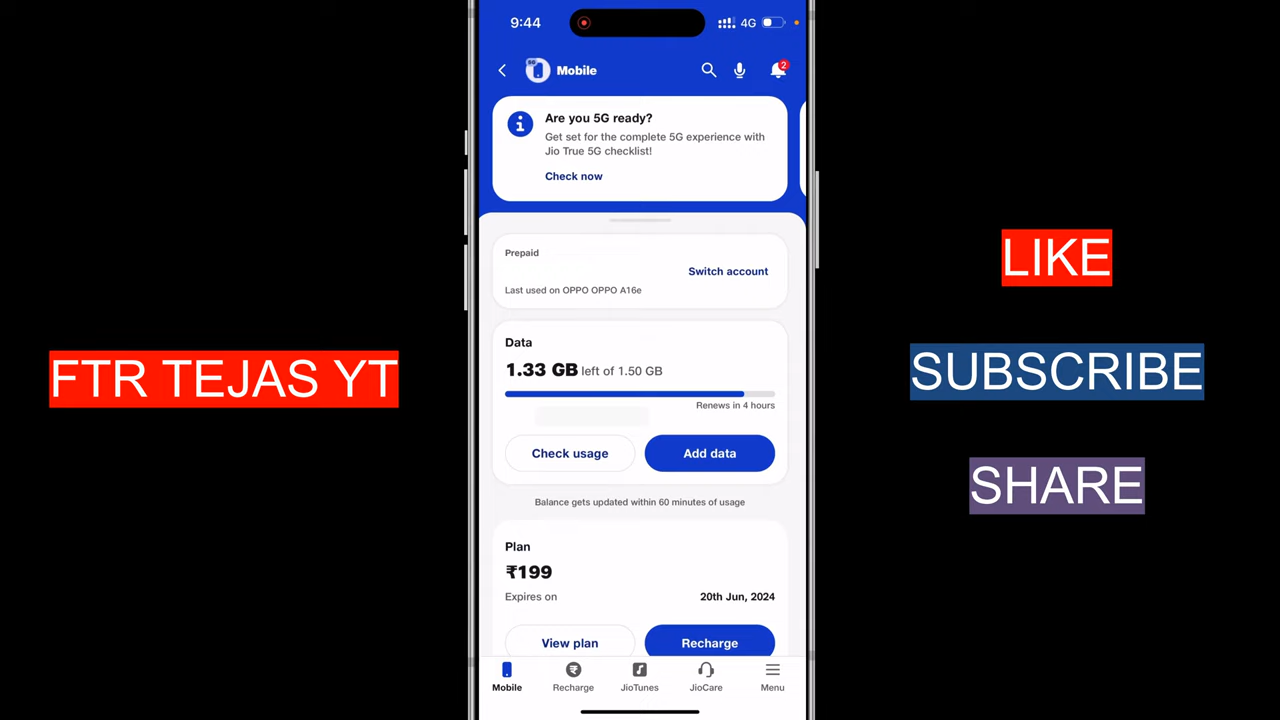 9:44
4G
5G
Mobile
2
Are you 5G ready?
Get set for the complete 5G experience with
Jio True 5G checklist!
Check now
Prepaid
Switch account
Last used on OPPO OPPO A16e
Data
1.33 GB left of 1.50 GB
Renews in 4 hours
Check usage
Add data
Balance gets updated within 60 minutes of usage
Plan
₹199
Expires on
20th Jun, 2024
View plan
Recharge
Mobile
Recharge
JioTunes
JioCare
Menu
FTR TEJAS YT
LIKE
SUBSCRIBE
SHARE